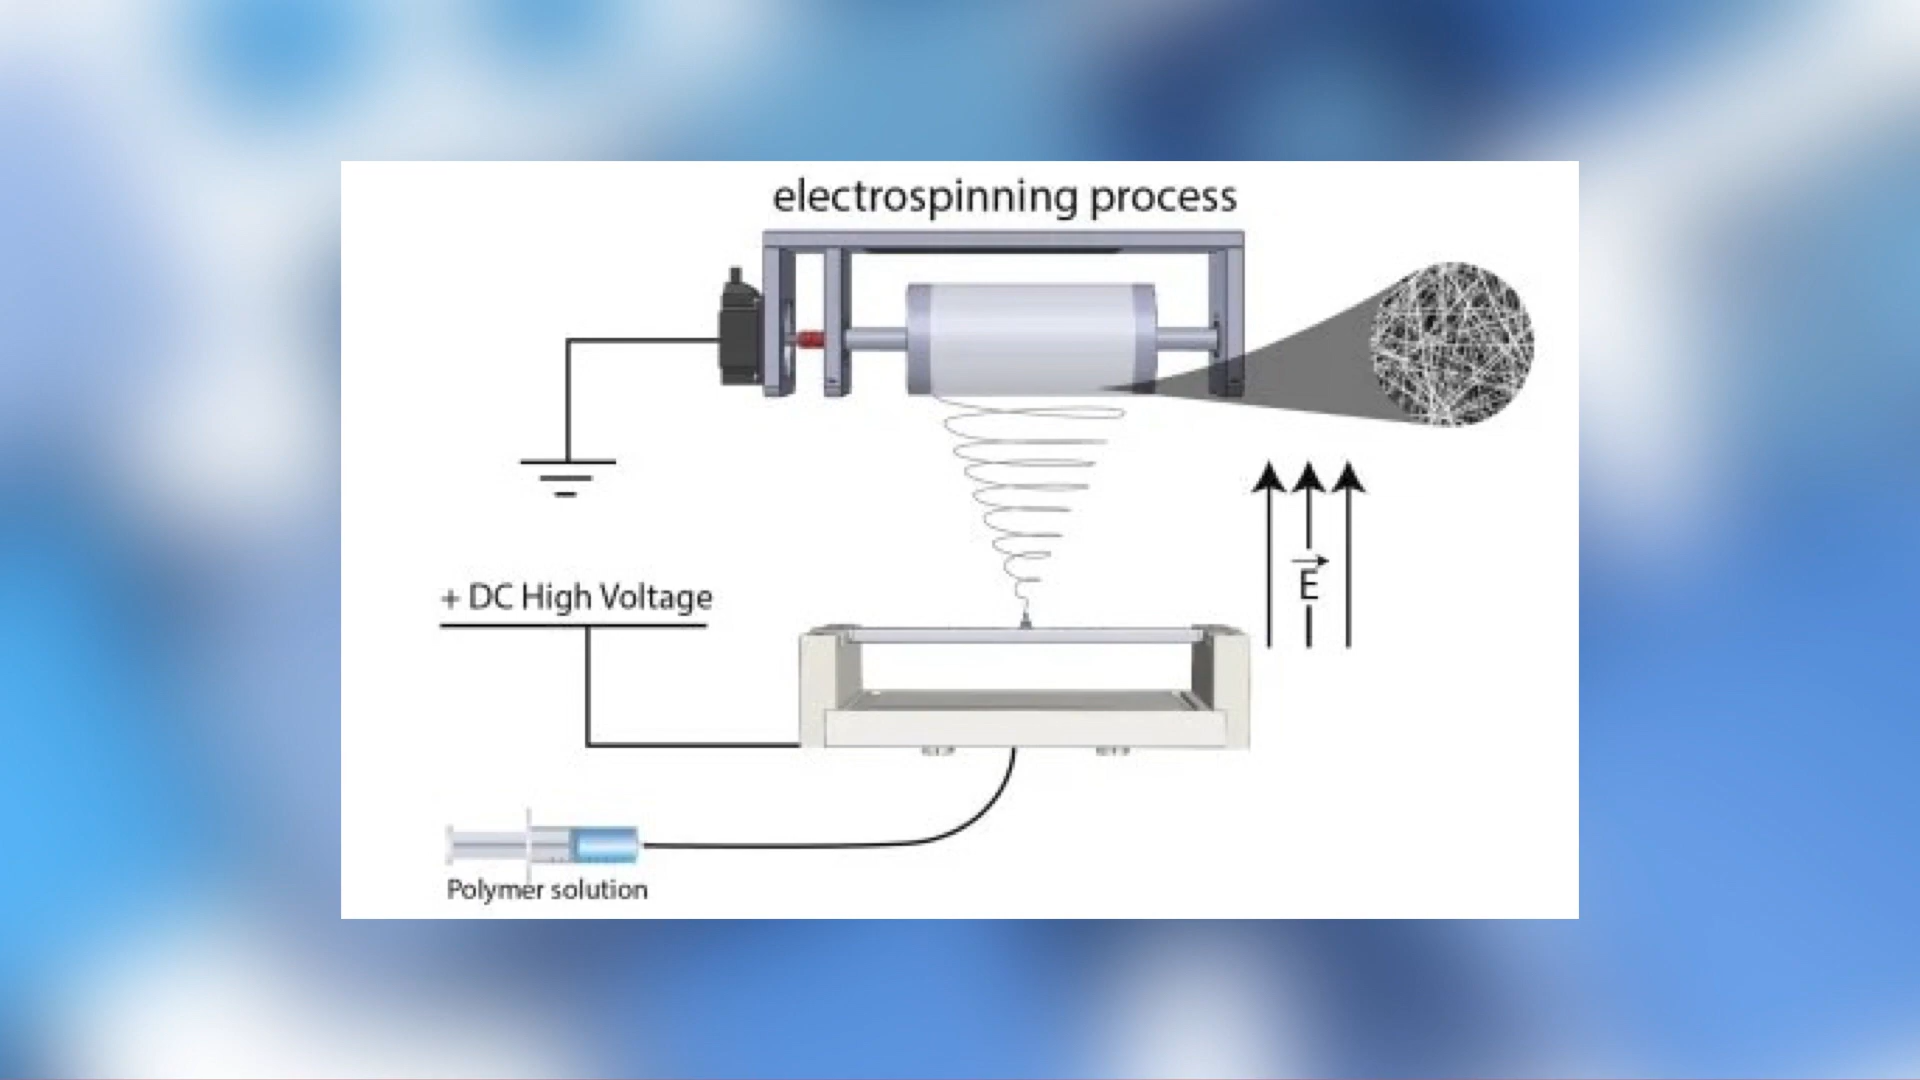 electrospinning process
E
+ DC High Voltage
Polymer solution